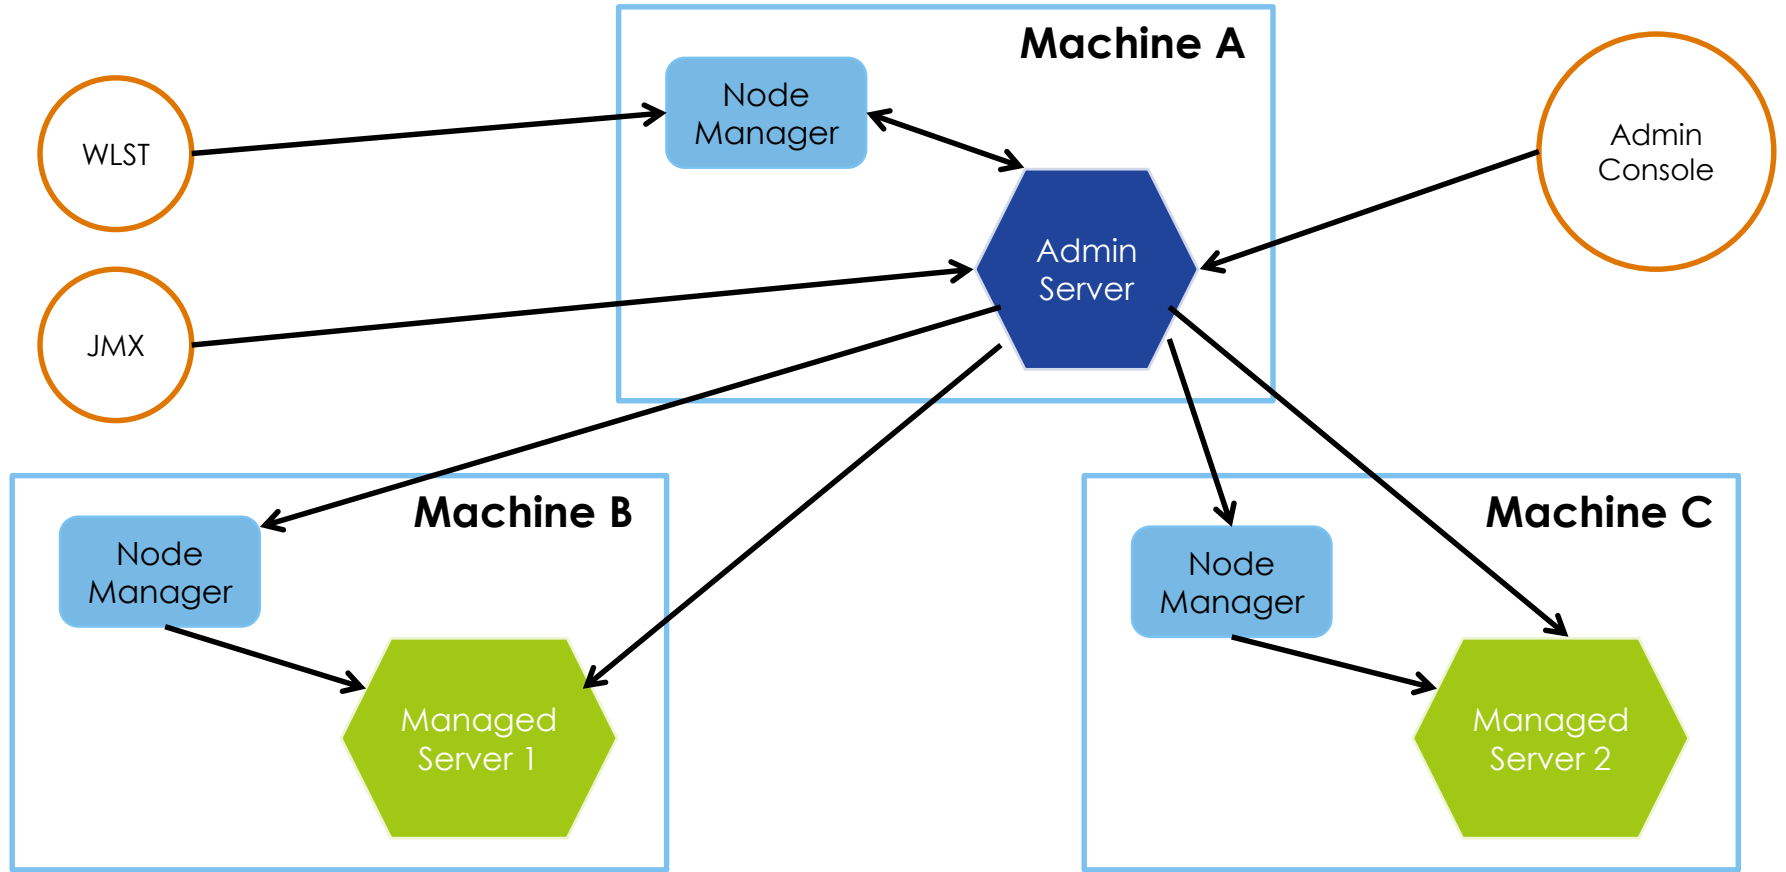 Machine A
Node
Manager
WLST
Admin
Console
Admin
Server
JMX
Machine B
Node
Manager
Managed
Server 1
Machine C
Node
Manager
Managed
Server 2